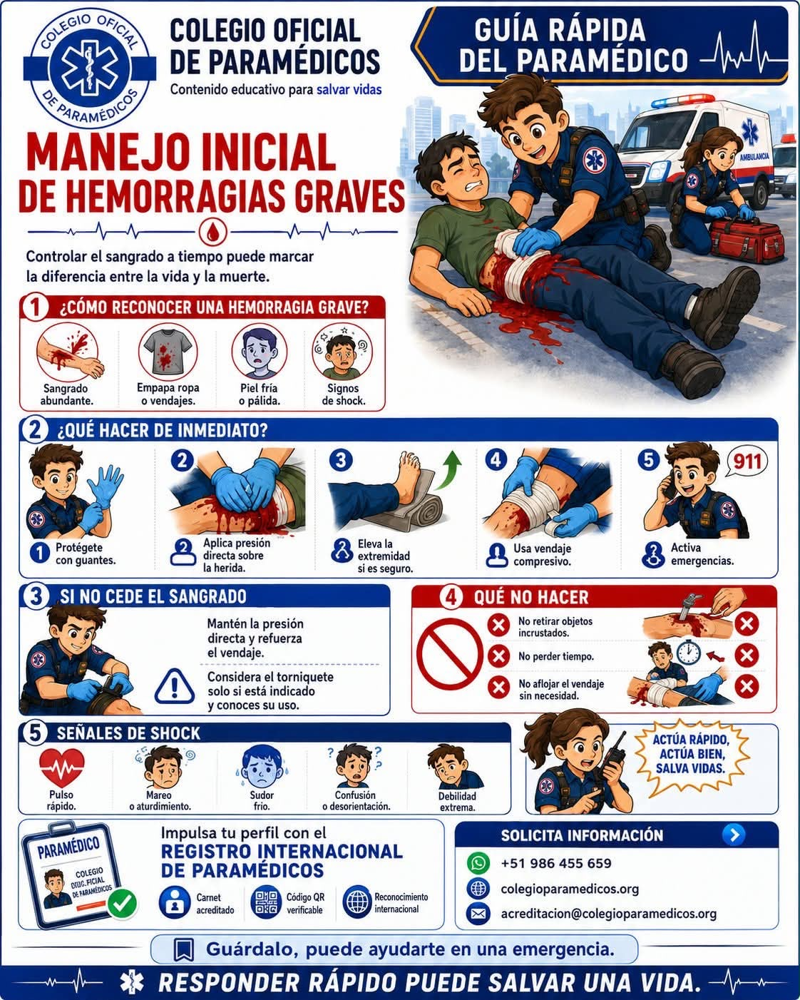 COLEGIO OFICIAL
DE PARAMÉDICOS
COLEGIO OFICIAL
DE PARAMÉDICOS
Contenido educativo para salvar vidas
GUÍA RÁPIDA
DEL PARAMÉDICO
AMBULANCIA
MANEJO INICIAL
DE HEMORRAGIAS GRAVES
Controlar el sangrado a tiempo puede marcar
la diferencia entre la vida y la muerte.
1 ¿CÓMO RECONOCER UNA HEMORRAGIA GRAVE?
Sangrado
abundante.
Empapa ropa
o vendajes.
Piel fría
o pálida.
Signos
de shock.
2 ¿QUÉ HACER DE INMEDIATO?
1 Protégete
con guantes.
2
2 Aplica presión
directa sobre
la herida.
3
2 Eleva la
extremidad
si es seguro.
4
Usa vendaje
compresivo.
5
911
? Activa
emergencias.
3 SI NO CEDE EL SANGRADO
Mantén la presión
directa y refuerza
el vendaje.
Considera el torniquete
solo si está indicado
y conoces su uso.
4 QUÉ NO HACER
No retirar objetos
incrustados.
No perder tiempo.
No aflojar el vendaje
sin necesidad.
5 SEÑALES DE SHOCK
Pulso
rápido.
Mareo
o aturdimiento.
Sudor
frio.
? ? ?
Confusión
o desorientación.
Debilidad
extrema.
ACTÚA RÁPIDO,
ACTÚA BIEN,
SALVA VIDAS.
PARAMÉDICO
COLEGIO
DE PARAMÉDICOS
Impulsa tu perfil con el
REGISTRO INTERNACIONAL
DE PARAMÉDICOS
Carnet
acreditado
Código QR
verificable
Reconocimiento
internacional
SOLICITA INFORMACIÓN
+51 986 455 659
colegioparamedicos.org
acreditacion@colegioparamedicos.org
Guárdalo, puede ayudarte en una emergencia.
RESPONDER RÁPIDO PUEDE SALVAR UNA VIDA.